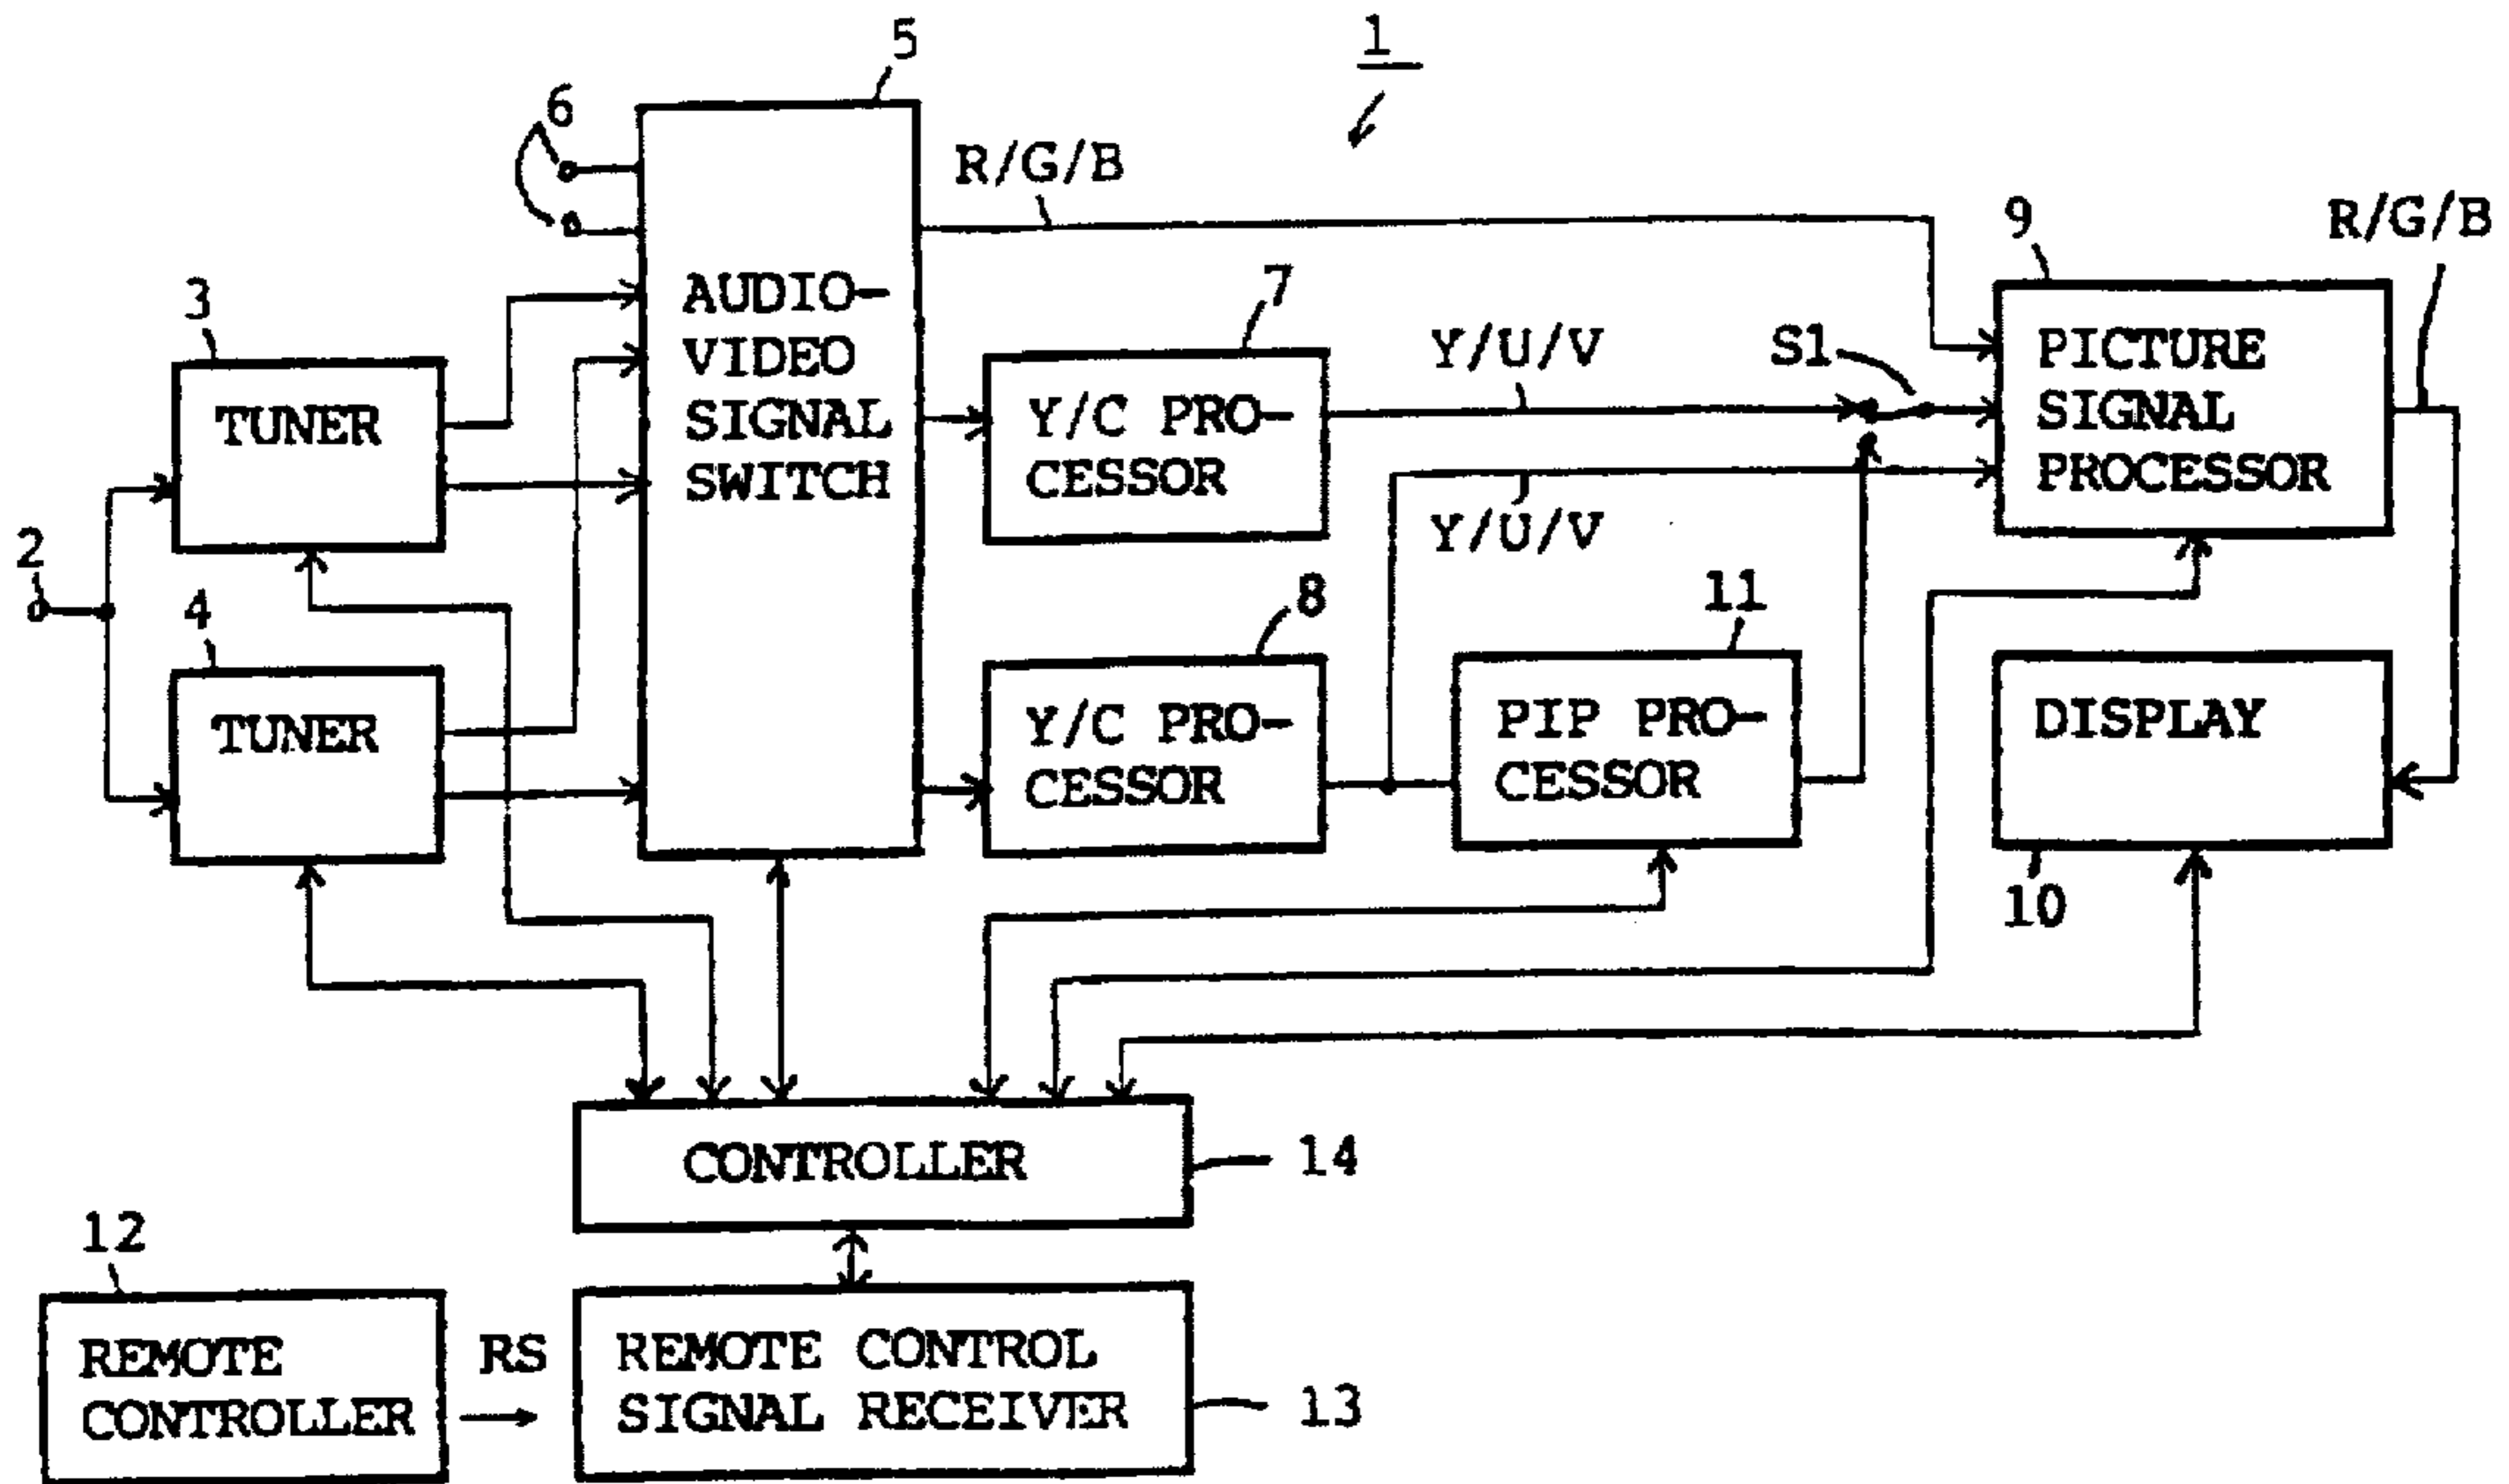 1
5
6
R/G/B
9
R/G/B
3
7
AUDIO-
VIDEO
SIGNAL
SWITCH
Y/U/V
S1
PICTURE
SIGNAL
PROCESSOR
TUNER
Y/C PRO-
CESSOR
2
Y/U/V
4
8
11
TUNER
Y/C PRO-
CESSOR
PIP PRO-
CESSOR
DISPLAY
10
CONTROLLER
14
12
REMOTE
CONTROLLER
RS
REMOTE CONTROL
SIGNAL RECEIVER
13